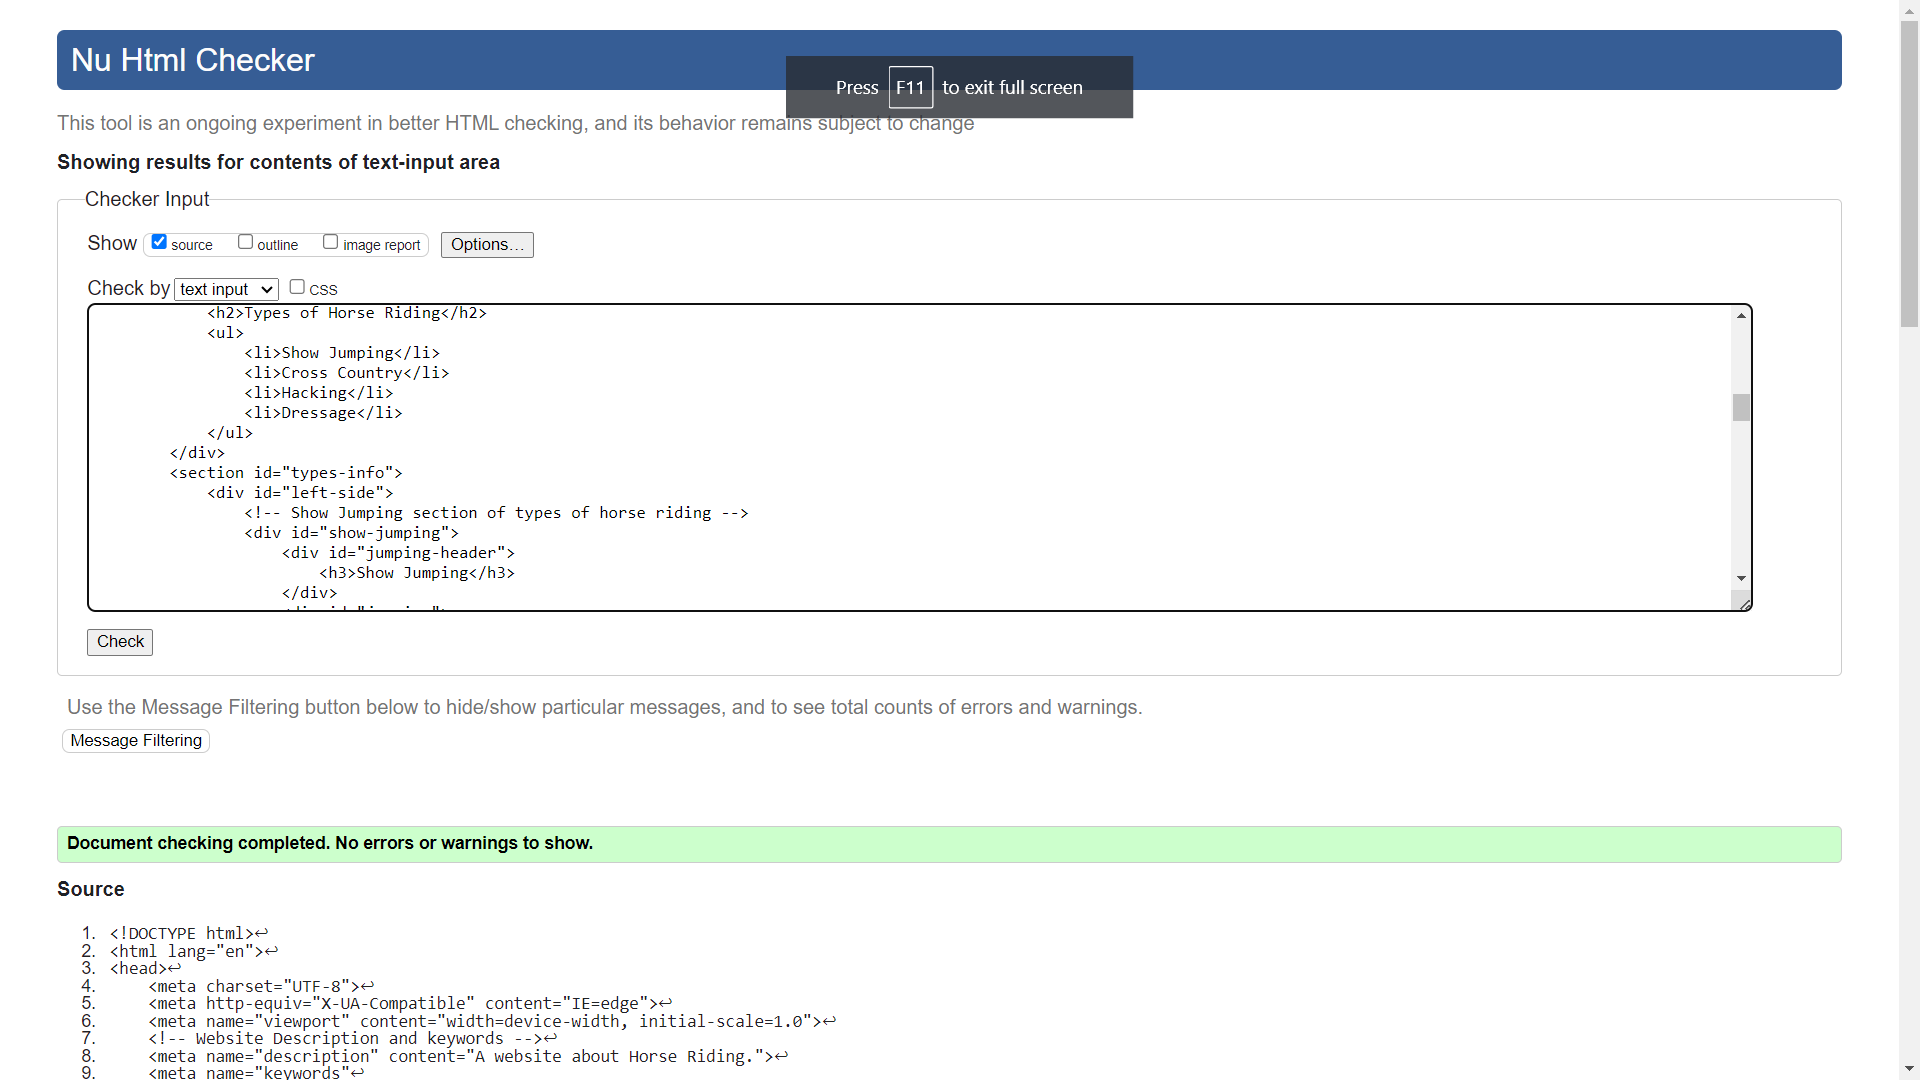 Nu Html Checker
Press F11 to exit full screen
This tool is an ongoing experiment in better HTML checking, and its behavior remains subject to change
Showing results for contents of text-input area
Checker Input
Show source outline image report Options...
Check by text input CSS
<h2>Types of Horse Riding</h2>
<ul>
<li>Show Jumping</li>
<li>Cross Country</li>
<li>Hacking</li>
<li>Dressage</li>
</ul>
</div>
<section id="types-info">
<div id="left-side">
<!-- Show Jumping section of types of horse riding -->
<div id="show-jumping">
<div id="jumping-header">
<h3>Show Jumping</h3>
</div>
Check
Use the Message Filtering button below to hide/show particular messages, and to see total counts of errors and warnings.
Message Filtering
Document checking completed. No errors or warnings to show.
Source
1. <!DOCTYPE html>↩
2. <html lang="en">↩
3. <head>↩
4. <meta charset="UTF-8">↩
5. <meta http-equiv="X-UA-Compatible" content="IE=edge">↩
6. <meta name="viewport" content="width=device-width, initial-scale=1.0">↩
7. <!-- Website Description and keywords -->↩
8. <meta name="description" content="A website about Horse Riding.">↩
9. <meta name="keywords"↩